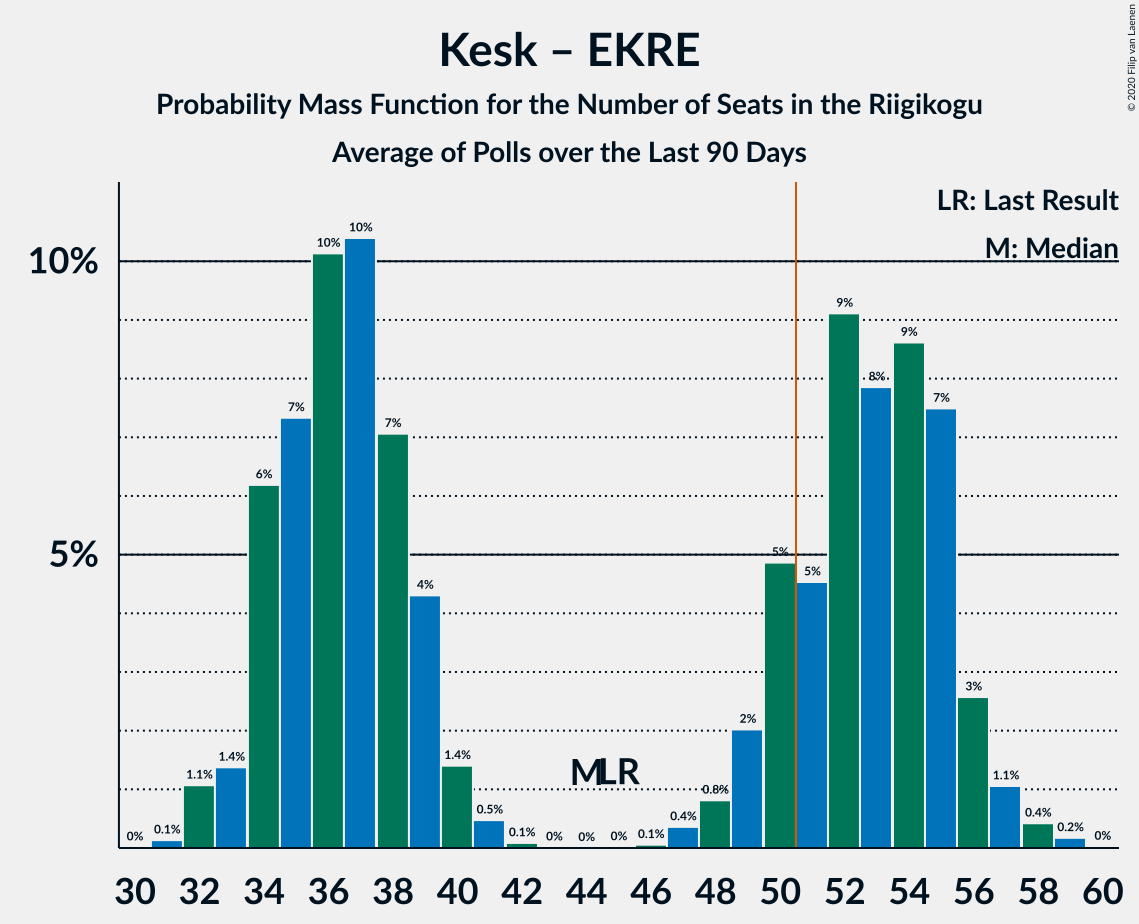 Kesk – EKRE
Probability Mass Function for the Number of Seats in the Riigikogu
Average of Polls over the Last 90 Days
© 2020 Filip van Laenen
LR: Last Result
M: Median
10%
5%
0% 0.1% 1.1% 1.4% 6% 7% 10% 10% 7% 4% 1.4% 0.5% 0.1% 0% 0% 0% 0.1% 0.4% 0.8% 2% 5% 5% 9% 8% 9% 7% 3% 1.1% 0.4% 0.2% 0%
M LR
30 32 34 36 38 40 42 44 46 48 50 52 54 56 58 60